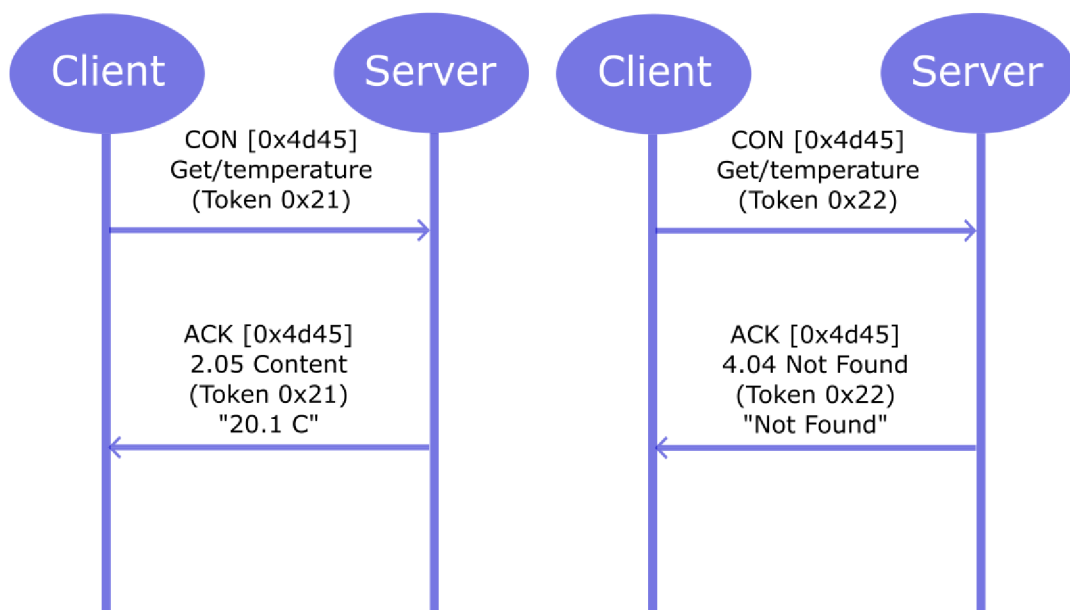 Client
Server
CON [0x4d45]
Get/temperature
(Token 0x21)
ACK [0x4d45]
2.05 Content
(Token 0x21)
"20.1 C"
Client
Server
CON [0x4d45]
Get/temperature
(Token 0x22)
ACK [0x4d45]
4.04 Not Found
(Token 0x22)
"Not Found"